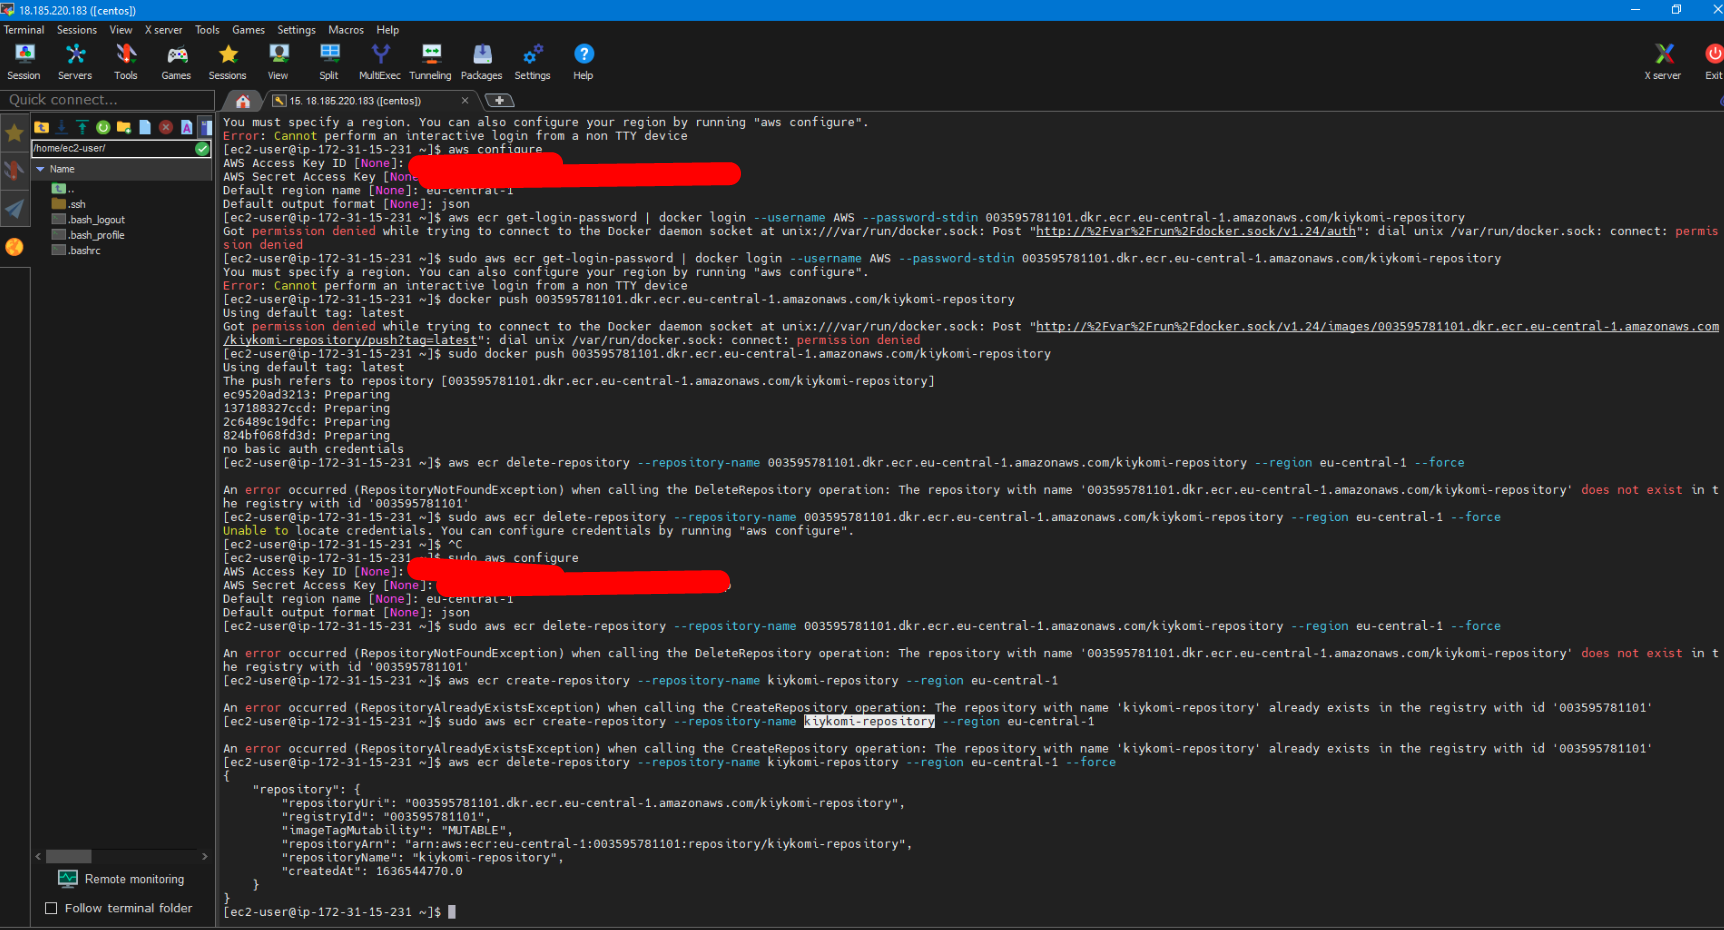 18.185.220.183 ([centos])
Terminal Sessions View X server Tools Games Settings Macros Help
Session Servers Tools Games Sessions View Split MultiExec Tunneling Packages Settings Help X server Exit
Quick connect...
15. 18.185.220.183 ([centos])
/home/ec2-user/
Name
..
.ssh
.bash_logout
.bash_profile
.bashrc
Remote monitoring
Follow terminal folder
You must specify a region. You can also configure your region by running "aws configure".
Error: Cannot perform an interactive login from a non TTY device
[ec2-user@ip-172-31-15-231 ~]$ aws configure
AWS Access Key ID [None]:
AWS Secret Access Key [None
Default region name [None]: eu-central-1
Default output format [None]: json
[ec2-user@ip-172-31-15-231 ~]$ aws ecr get-login-password | docker login --username AWS --password-stdin 003595781101.dkr.ecr.eu-central-1.amazonaws.com/kiykomi-repository
Got permission denied while trying to connect to the Docker daemon socket at unix:///var/run/docker.sock: Post "http://%2Fvar%2Frun%2Fdocker.sock/v1.24/auth": dial unix /var/run/docker.sock: connect: permis
sion denied
[ec2-user@ip-172-31-15-231 ~]$ sudo aws ecr get-login-password | docker login --username AWS --password-stdin 003595781101.dkr.ecr.eu-central-1.amazonaws.com/kiykomi-repository
You must specify a region. You can also configure your region by running "aws configure".
Error: Cannot perform an interactive login from a non TTY device
[ec2-user@ip-172-31-15-231 ~]$ docker push 003595781101.dkr.ecr.eu-central-1.amazonaws.com/kiykomi-repository
Using default tag: latest
Got permission denied while trying to connect to the Docker daemon socket at unix:///var/run/docker.sock: Post "http://%2Fvar%2Frun%2Fdocker.sock/v1.24/images/003595781101.dkr.ecr.eu-central-1.amazonaws.com
/kiykomi-repository/push?tag=latest": dial unix /var/run/docker.sock: connect: permission denied
[ec2-user@ip-172-31-15-231 ~]$ sudo docker push 003595781101.dkr.ecr.eu-central-1.amazonaws.com/kiykomi-repository
Using default tag: latest
The push refers to repository [003595781101.dkr.ecr.eu-central-1.amazonaws.com/kiykomi-repository]
ec9520ad3213: Preparing
137188327ccd: Preparing
2c6489c19dfc: Preparing
824bf068fd3d: Preparing
no basic auth credentials
[ec2-user@ip-172-31-15-231 ~]$ aws ecr delete-repository --repository-name 003595781101.dkr.ecr.eu-central-1.amazonaws.com/kiykomi-repository --region eu-central-1 --force
An error occurred (RepositoryNotFoundException) when calling the DeleteRepository operation: The repository with name '003595781101.dkr.ecr.eu-central-1.amazonaws.com/kiykomi-repository' does not exist in t
he registry with id '003595781101'
[ec2-user@ip-172-31-15-231 ~]$ sudo aws ecr delete-repository --repository-name 003595781101.dkr.ecr.eu-central-1.amazonaws.com/kiykomi-repository --region eu-central-1 --force
Unable to locate credentials. You can configure credentials by running "aws configure".
[ec2-user@ip-172-31-15-231 ~]$ ^C
[ec2-user@ip-172-31-15-231 ~]$ sudo aws configure
AWS Access Key ID [None]:
AWS Secret Access Key [None]:
Default region name [None]: eu-central-1
Default output format [None]: json
[ec2-user@ip-172-31-15-231 ~]$ sudo aws ecr delete-repository --repository-name 003595781101.dkr.ecr.eu-central-1.amazonaws.com/kiykomi-repository --region eu-central-1 --force
An error occurred (RepositoryNotFoundException) when calling the DeleteRepository operation: The repository with name '003595781101.dkr.ecr.eu-central-1.amazonaws.com/kiykomi-repository' does not exist in t
he registry with id '003595781101'
[ec2-user@ip-172-31-15-231 ~]$ aws ecr create-repository --repository-name kiykomi-repository --region eu-central-1
An error occurred (RepositoryAlreadyExistsException) when calling the CreateRepository operation: The repository with name 'kiykomi-repository' already exists in the registry with id '003595781101'
[ec2-user@ip-172-31-15-231 ~]$ sudo aws ecr create-repository --repository-name kiykomi-repository --region eu-central-1
An error occurred (RepositoryAlreadyExistsException) when calling the CreateRepository operation: The repository with name 'kiykomi-repository' already exists in the registry with id '003595781101'
[ec2-user@ip-172-31-15-231 ~]$ aws ecr delete-repository --repository-name kiykomi-repository --region eu-central-1 --force
{
"repository": {
"repositoryUri": "003595781101.dkr.ecr.eu-central-1.amazonaws.com/kiykomi-repository",
"registryId": "003595781101",
"imageTagMutability": "MUTABLE",
"repositoryArn": "arn:aws:ecr:eu-central-1:003595781101:repository/kiykomi-repository",
"repositoryName": "kiykomi-repository",
"createdAt": 1636544770.0
}
}
[ec2-user@ip-172-31-15-231 ~]$